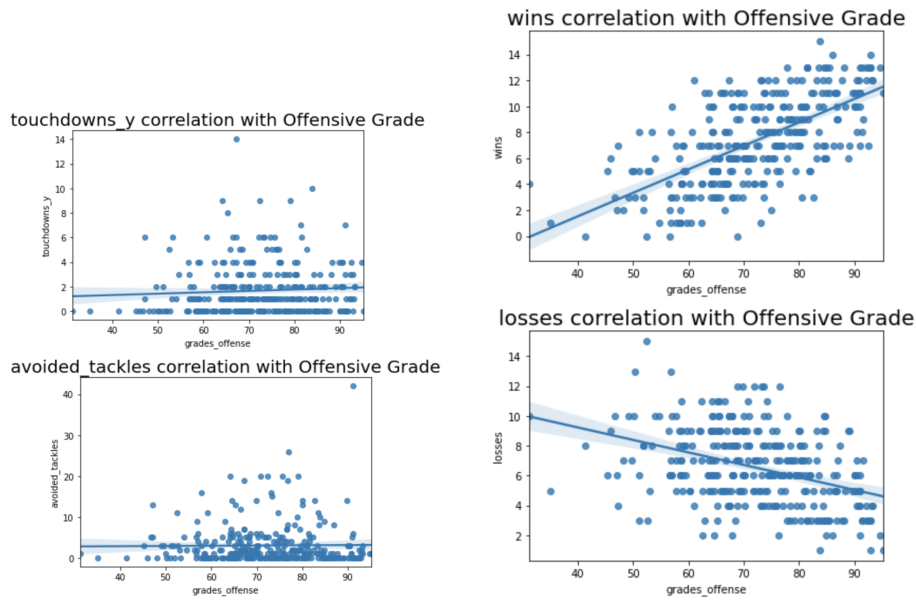 touchdowns_y correlation with Offensive Grade
14
12
10
8
6
4
2
0
touchdowns_y
40 50 60 70 80 90
grades_offense
avoided_tackles correlation with Offensive Grade
40
30
20
10
0
avoided_tackles
40 50 60 70 80 90
grades_offense
wins correlation with Offensive Grade
14
12
10
8
6
4
2
0
wins
40 50 60 70 80 90
grades_offense
losses correlation with Offensive Grade
14
12
10
8
6
4
2
losses
40 50 60 70 80 90
grades_offense